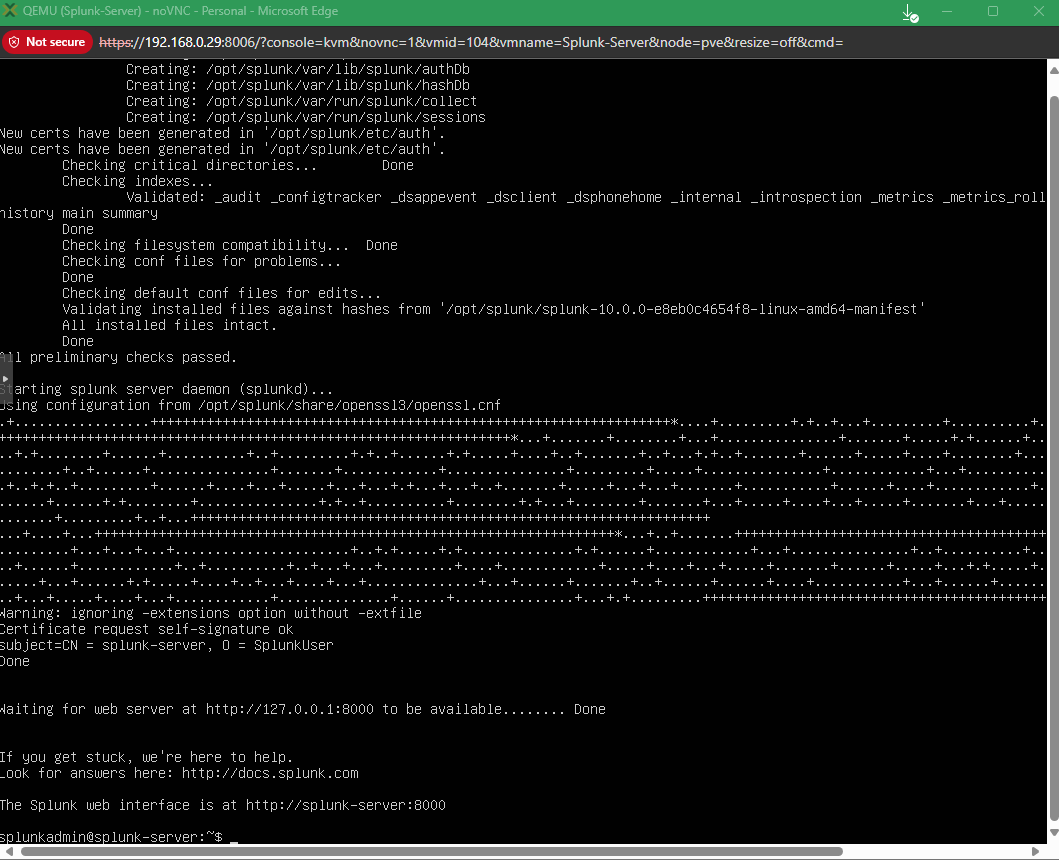 QEMU (Splunk-Server) - noVNC - Personal - Microsoft Edge
Not secure https://192.168.0.29:8006/?console=kvm&novnc=1&vmid=104&vmname=Splunk-Server&node=pve&resize=off&cmd=
Creating: /opt/splunk/var/lib/splunk/authDb
Creating: /opt/splunk/var/lib/splunk/hashDb
Creating: /opt/splunk/var/run/splunk/collect
Creating: /opt/splunk/var/run/splunk/sessions
New certs have been generated in '/opt/splunk/etc/auth'.
New certs have been generated in '/opt/splunk/etc/auth'.
Checking critical directories... Done
Checking indexes...
Validated: _audit _configtracker _dsappevent _dsclient _dsphonehome _internal _introspection _metrics _metrics_roll
history main summary
Done
Checking filesystem compatibility... Done
Checking conf files for problems...
Done
Checking default conf files for edits...
Validating installed files against hashes from '/opt/splunk/splunk-10.0.0-e8eb0c4654f8-linux-amd64-manifest'
All installed files intact.
Done
All preliminary checks passed.
Starting splunk server daemon (splunkd)...
Using configuration from /opt/splunk/share/openssl3/openssl.cnf
Warning: ignoring -extensions option without -extfile
Certificate request self-signature ok
subject=CN = splunk-server, O = SplunkUser
Done
Waiting for web server at http://127.0.0.1:8000 to be available........ Done
If you get stuck, we're here to help.
Look for answers here: http://docs.splunk.com
The Splunk web interface is at http://splunk-server:8000
splunkadmin@splunk-server:~$ _